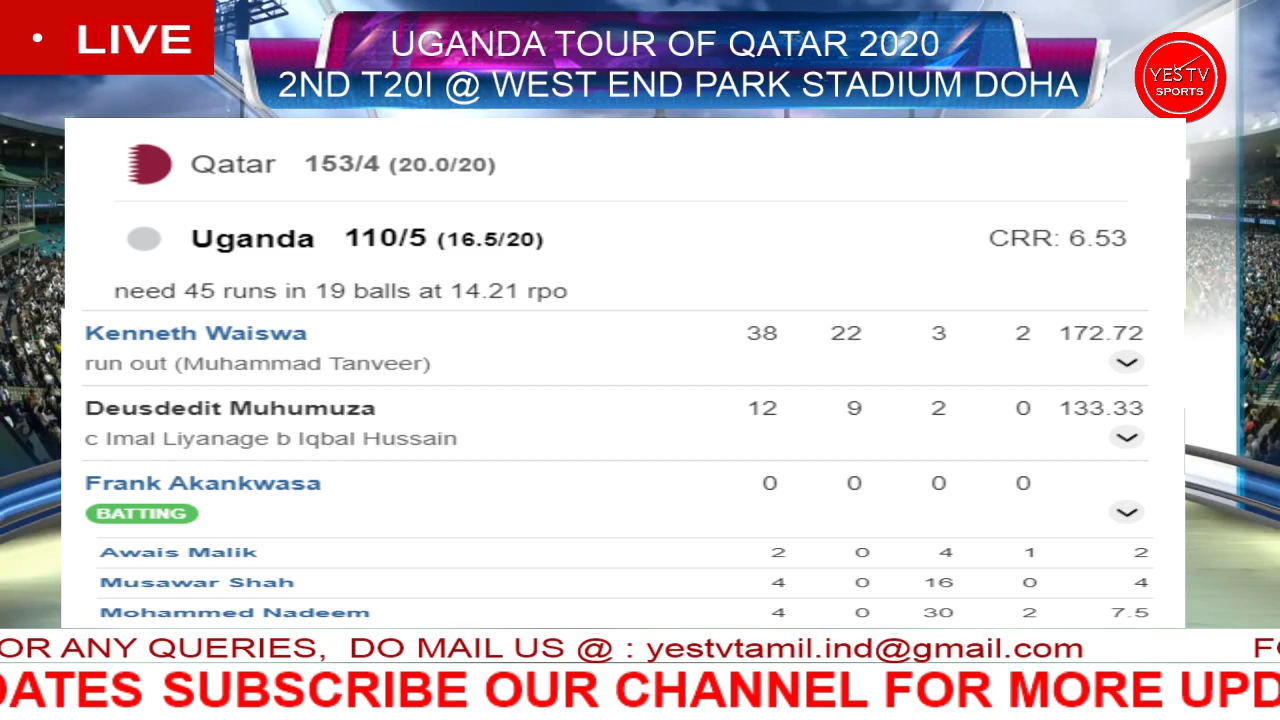 • LIVE
UGANDA TOUR OF QATAR 2020
2ND T20I @ WEST END PARK STADIUM DOHA
YES TV
SPORTS
Qatar 153/4 (20.0/20)
Uganda 110/5 (16.5/20) CRR: 6.53
need 45 runs in 19 balls at 14.21 rpo
Kenneth Waiswa 38 22 3 2 172.72
run out (Muhammad Tanveer)
Deusdedit Muhumuza 12 9 2 0 133.33
c Imal Liyanage b Iqbal Hussain
Frank Akankwasa 0 0 0 0
BATTING
Awais Malik 2 0 4 1 2
Musawar Shah 4 0 16 0 4
Mohammed Nadeem 4 0 30 2 7.5
OR ANY QUERIES, DO MAIL US @ : yestvtamil.ind@gmail.com FO
DATES SUBSCRIBE OUR CHANNEL FOR MORE UPD